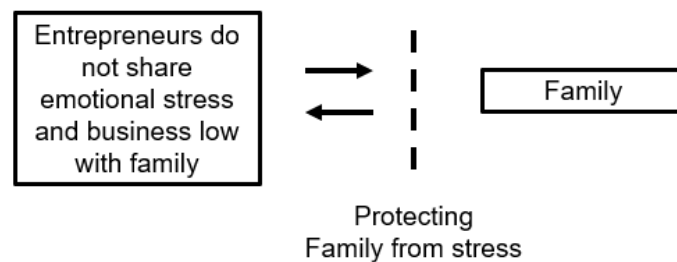 Entrepreneurs do
not share
emotional stress
and business low
with family
Family
Protecting
Family from stress